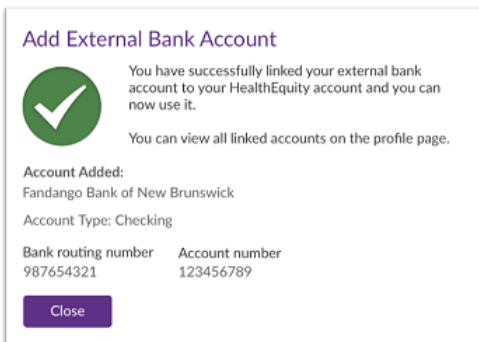 Add External Bank Account
You have successfully linked your external bank
account to your HealthEquity account and you can
now use it.
You can view all linked accounts on the profile page.
Account Added:
Fandango Bank of New Brunswick
Account Type: Checking
Bank routing number Account number
987654321 123456789
Close